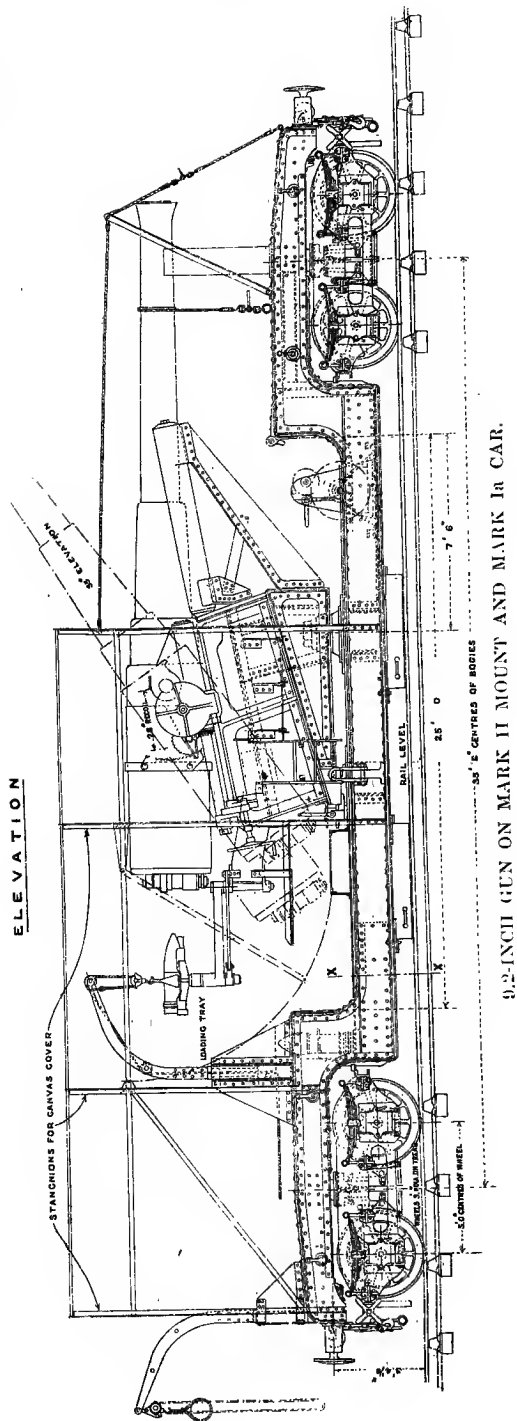 ELEVATION
STANCHIONS FOR CANVAS COVER
35° ELEVATION
LOADING TRAY
X
X
RAIL LEVEL
7' 6"
25' 0
35' 6" CENTRES OF BOGIES
5' 0 CENTRES OF WHEEL
9.2-INCH GUN ON MARK II MOUNT AND MARK Ia CAR.